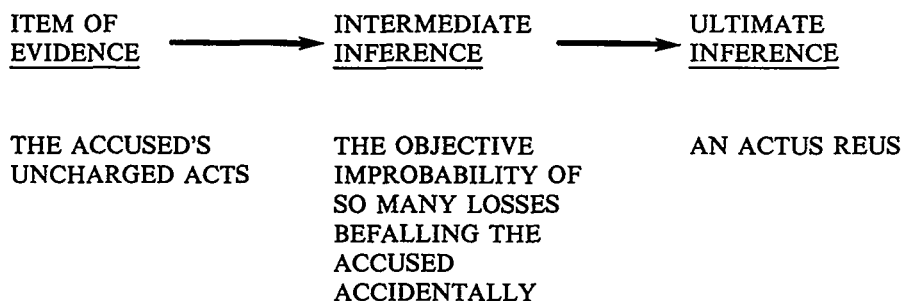 ITEM OF EVIDENCE
INTERMEDIATE INFERENCE
ULTIMATE INFERENCE
THE ACCUSED'S
UNCHARGED ACTS
THE OBJECTIVE
IMPROBABILITY OF
SO MANY LOSSES
BEFALLING THE
ACCUSED
ACCIDENTALLY
AN ACTUS REUS